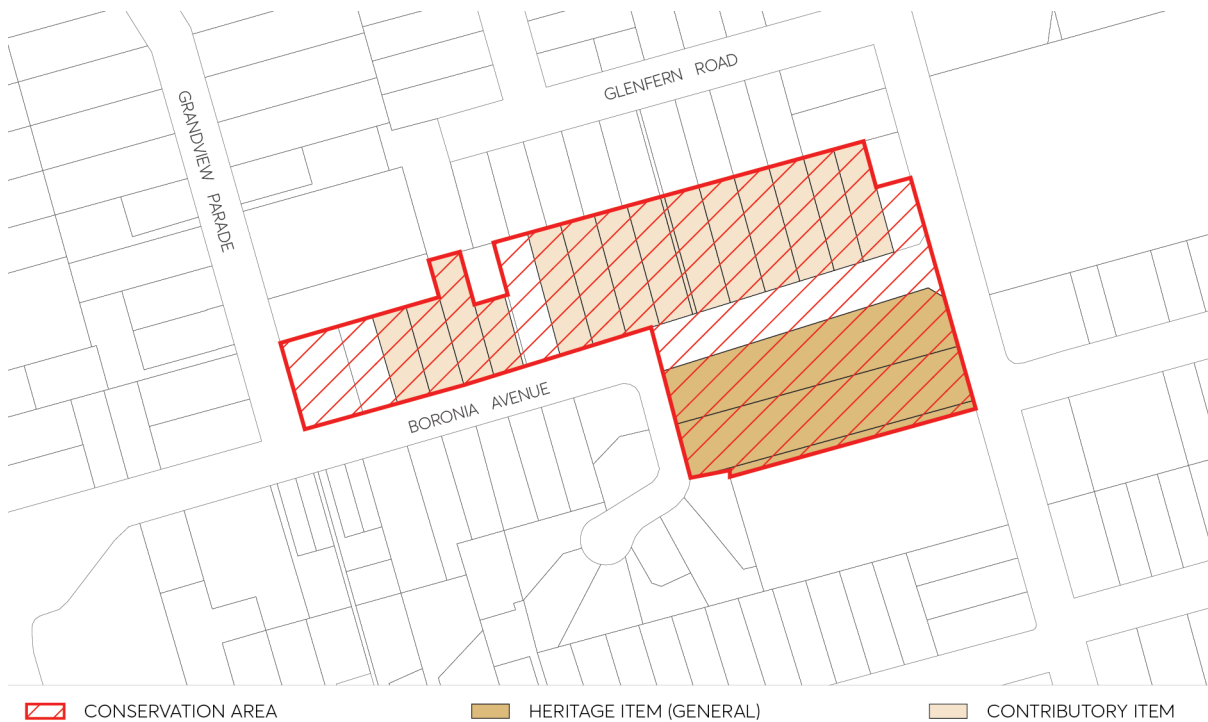 GLENFERN ROAD
GRANDVIEW PARADE
BORONIA AVENUE
CONSERVATION AREA
HERITAGE ITEM (GENERAL)
CONTRIBUTORY ITEM